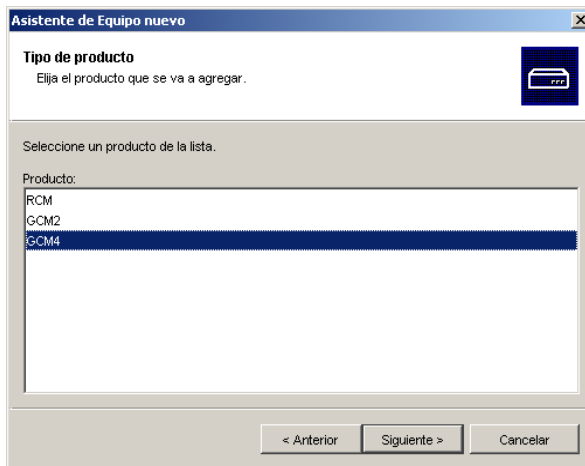 Asistente de Equipo nuevo
Tipo de producto
Elija el producto que se va a agregar.
Seleccione un producto de la lista.
Producto:
RCM
GCM2
GCM4
< Anterior
Siguiente >
Cancelar